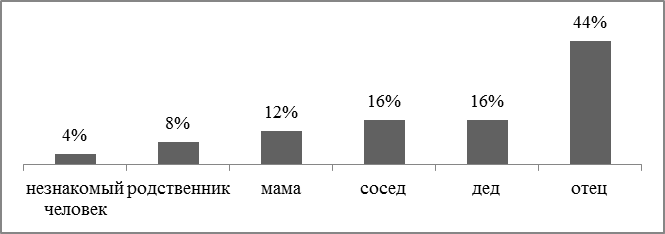 44%
16%
16%
12%
8%
4%
незнакомый человек
родственник
мама
сосед
дед
отец